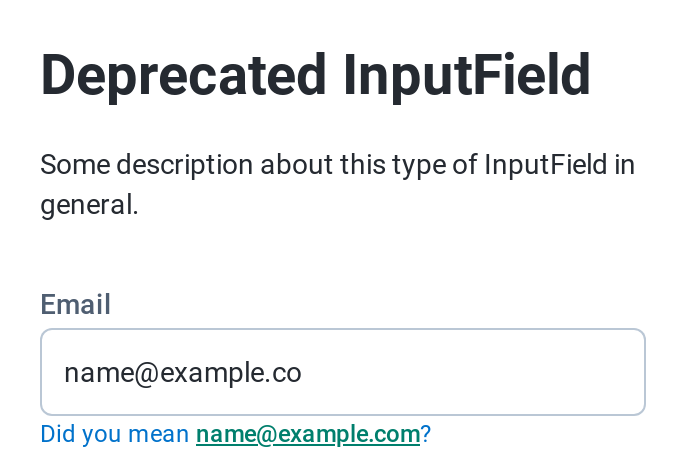 Deprecated InputField
Some description about this type of InputField in
general.
Email
name@example.co
Did you mean name@example.com?